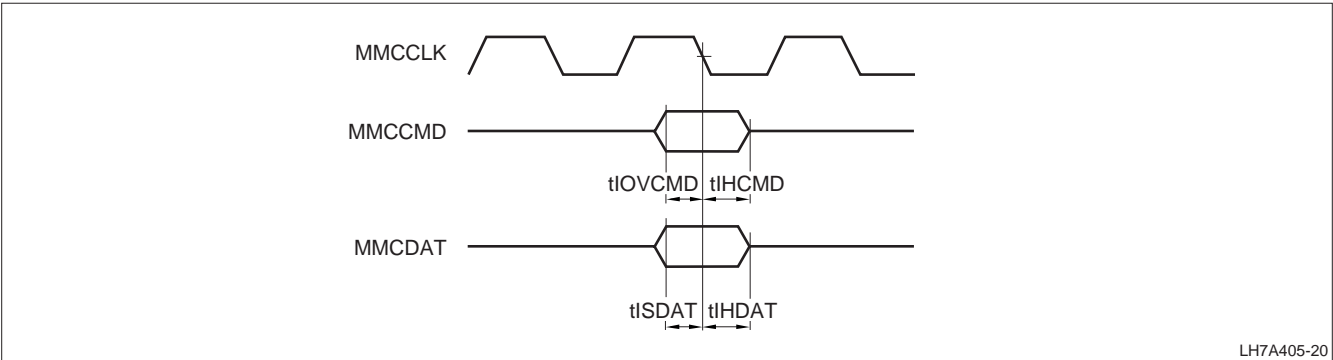 MMCCLK
MMCCMD
tIOVCMD tIHCMD
MMCDAT
tISDAT tIHDAT
LH7A405-20